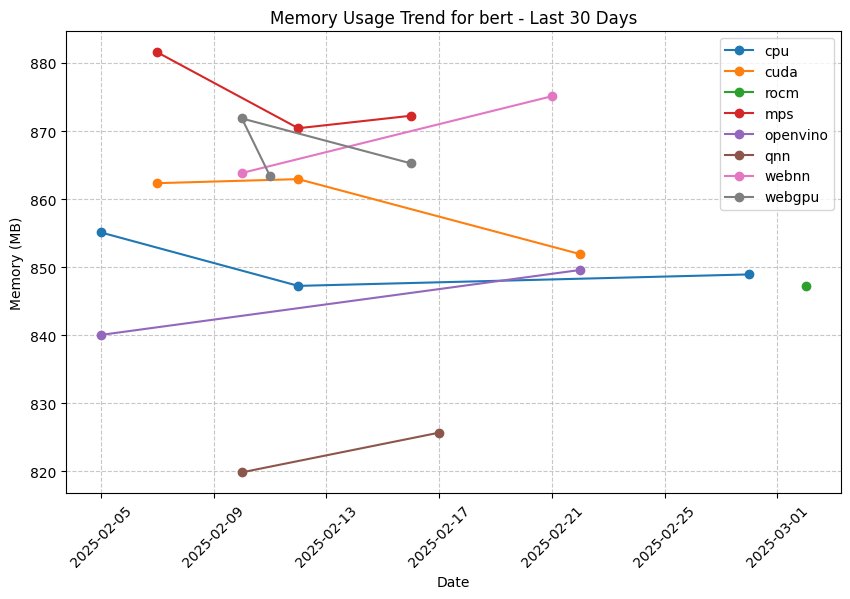 Memory Usage Trend for bert - Last 30 Days
880
870
860
850
840
830
820
Memory (MB)
cpu
cuda
rocm
mps
openvino
qnn
webnn
webgpu
2025-02-05
2025-02-09
2025-02-13
2025-02-17
2025-02-21
2025-02-25
2025-03-01
Date